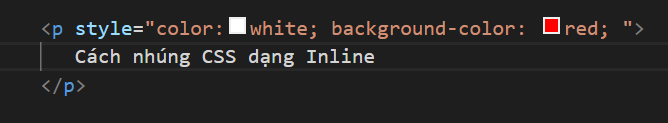 <p style="color: white; background-color: red; ">
Cách nhúng CSS dạng Inline
</p>